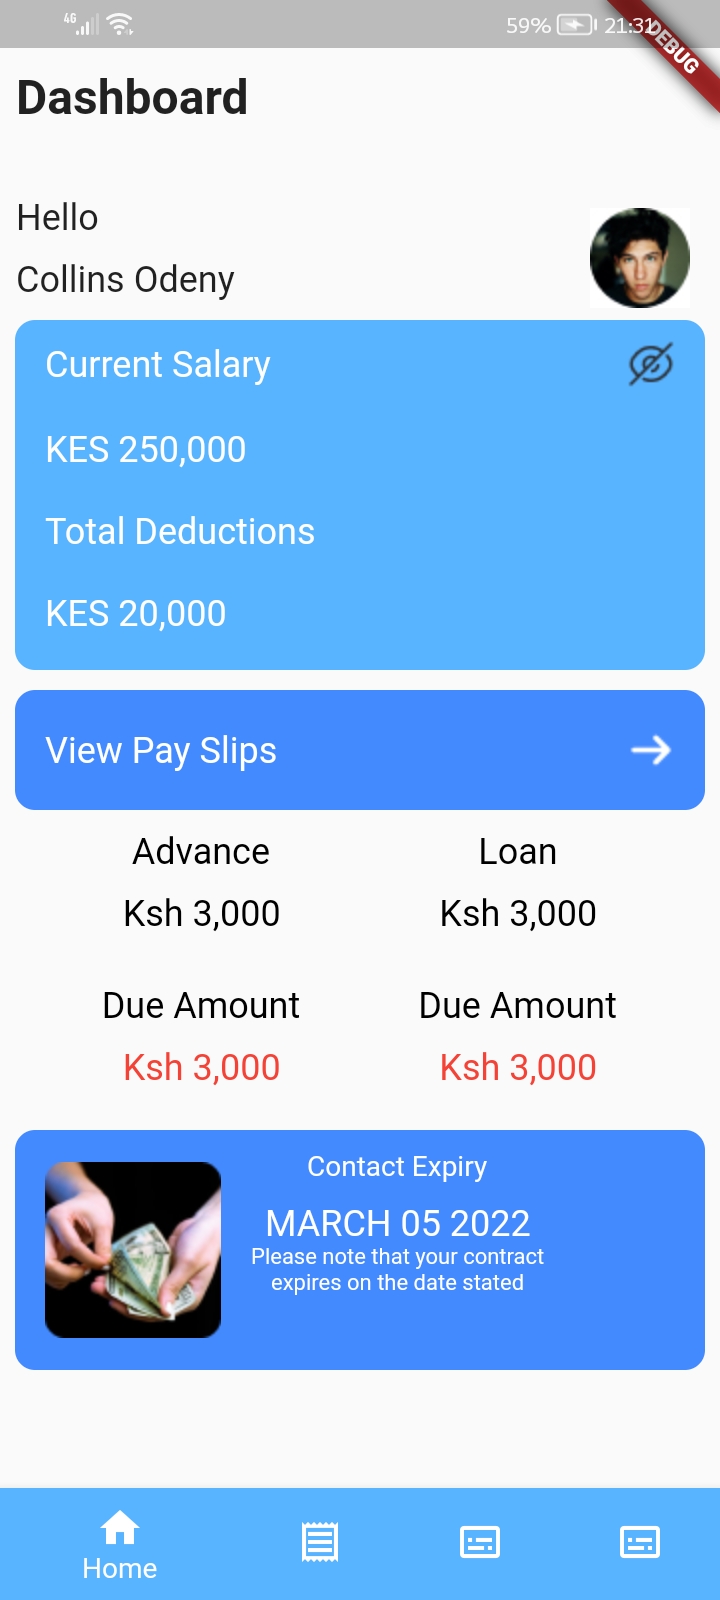 4G 59% 21:31
DEBUG
Dashboard
Hello
Collins Odeny
Current Salary
KES 250,000
Total Deductions
KES 20,000
View Pay Slips
Advance Loan
Ksh 3,000 Ksh 3,000
Due Amount Due Amount
Ksh 3,000 Ksh 3,000
Contact Expiry
MARCH 05 2022
Please note that your contract
expires on the date stated
Home